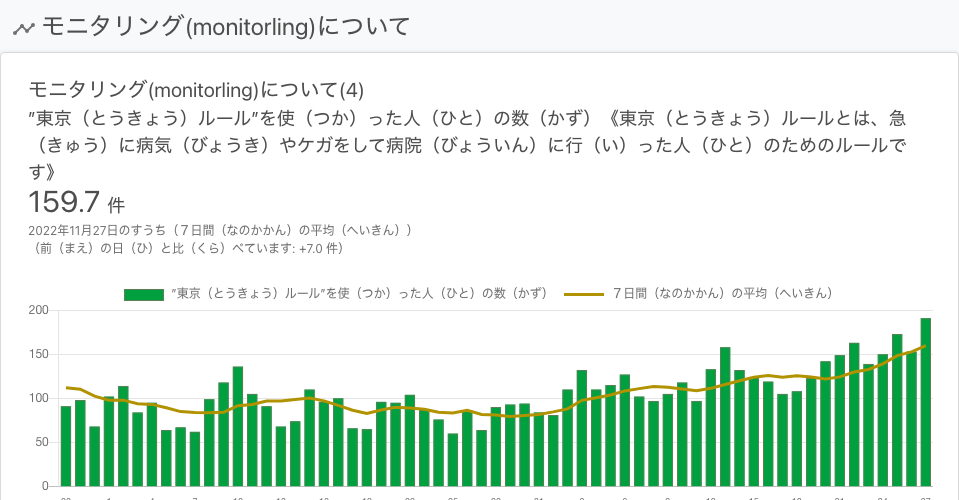 モニタリング(monitorling)について
モニタリング(monitorling)について(4)
”東京（とうきょう）ルール”を使（つか）った人（ひと）の数（かず）《東京（とうきょう）ルールとは、急
（きゅう）に病気（びょうき）やケガをして病院（びょういん）に行（い）った人（ひと）のためのルールで
す》
159.7 件
2022年11月27日のすうち（７日間（なのかかん）の平均（へいきん））
（前（まえ）の日（ひ）と比（くら）べています: +7.0 件）
”東京（とうきょう）ルール”を使（つか）った人（ひと）の数（かず） ７日間（なのかかん）の平均（へいきん）
200
150
100
50
0